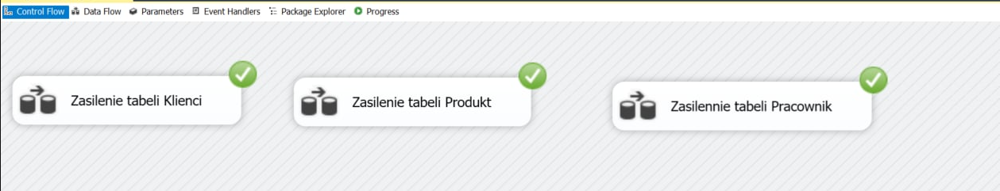 Control Flow Data Flow Parameters Event Handlers Package Explorer Progress
Zasilenie tabeli Klienci
Zasilenie tabeli Produkt
Zasilennie tabeli Pracownik